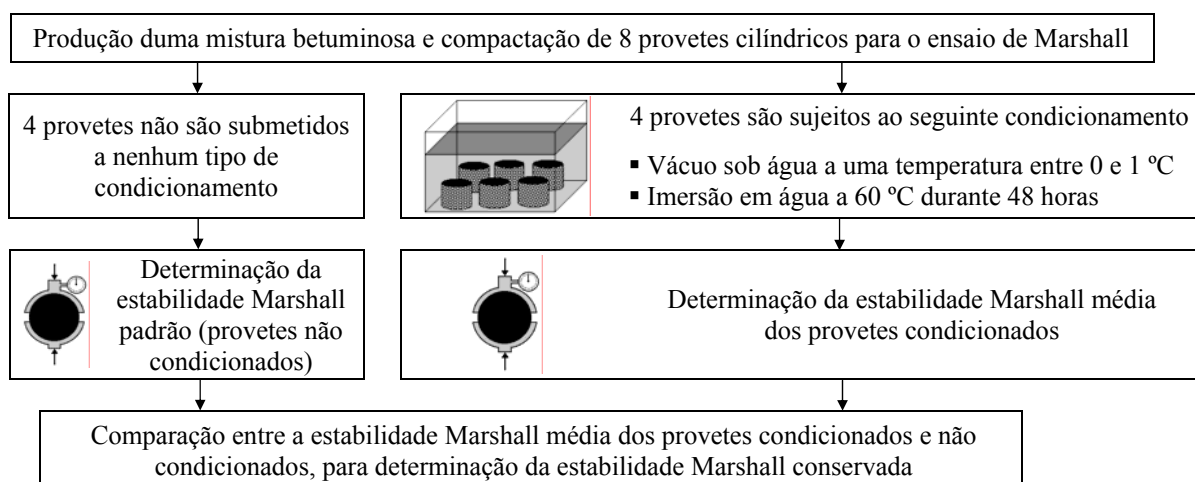 Produção duma mistura betuminosa e compactação de 8 provetes cilíndricos para o ensaio de Marshall
4 provetes não são submetidos
a nenhum tipo de
condicionamento
4 provetes são sujeitos ao seguinte condicionamento
▪ Vácuo sob água a uma temperatura entre 0 e 1 ºC
▪ Imersão em água a 60 ºC durante 48 horas
Determinação da
estabilidade Marshall
padrão (provetes não
condicionados)
Determinação da estabilidade Marshall média
dos provetes condicionados
Comparação entre a estabilidade Marshall média dos provetes condicionados e não
condicionados, para determinação da estabilidade Marshall conservada